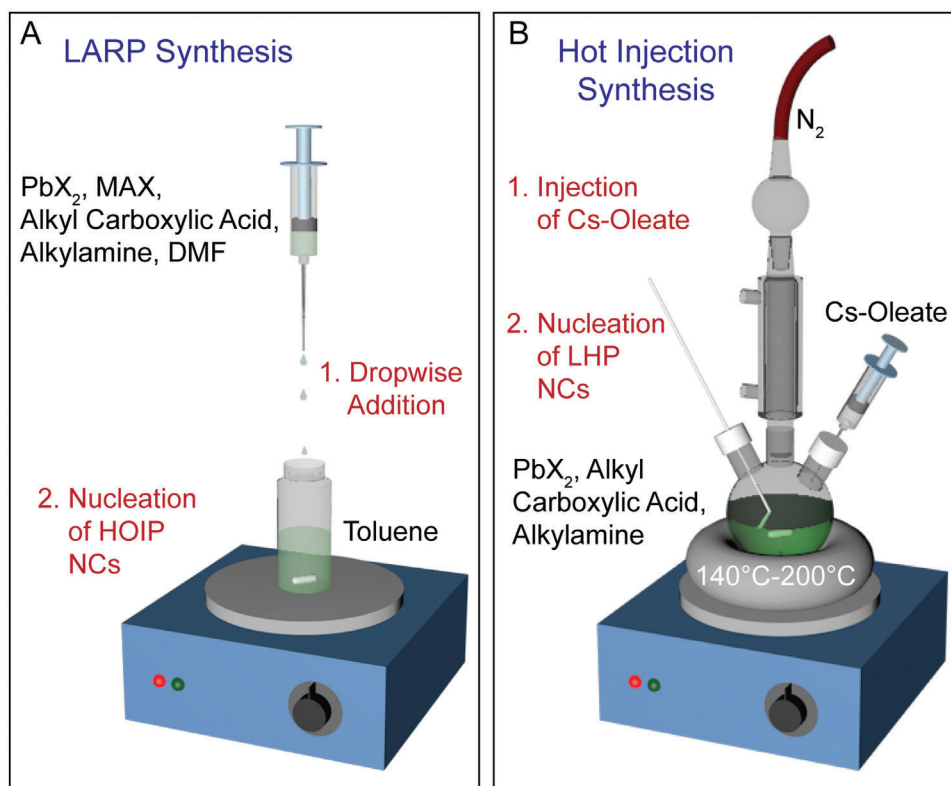 A
LARP Synthesis
PbX₂, MAX,
Alkyl Carboxylic Acid,
Alkylamine, DMF
1. Dropwise
Addition
2. Nucleation
of HOIP
NCs
Toluene
B
Hot Injection
Synthesis
N₂
1. Injection
of Cs-Oleate
2. Nucleation
of LHP
NCs
Cs-Oleate
PbX₂, Alkyl
Carboxylic Acid,
Alkylamine
140°C-200°C